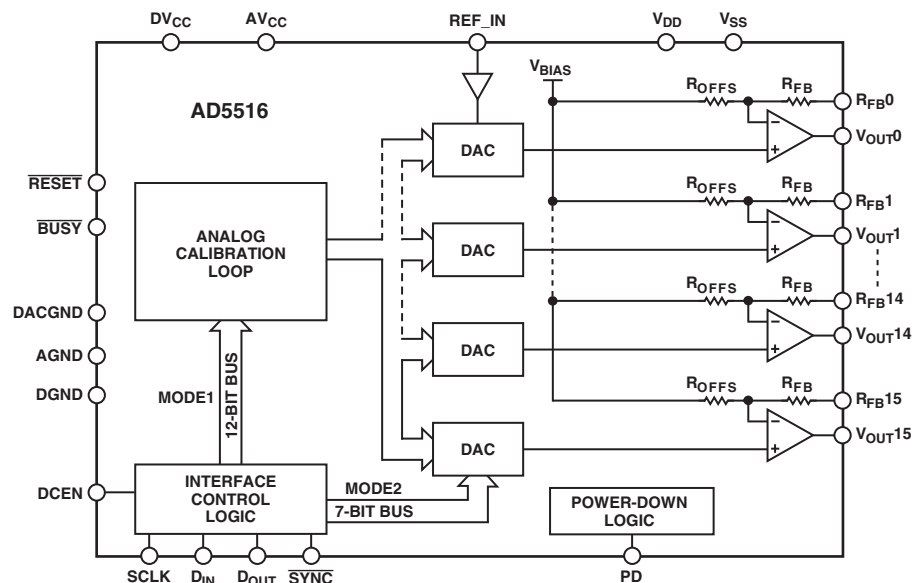 DVCC AVCC REF_IN VDD VSS
VBIAS
AD5516
ROFFS RFB RFB0
DAC
VOUT0
RESET
BUSY
ANALOG
CALIBRATION
LOOP
ROFFS RFB RFB1
DAC
VOUT1
DACGND
AGND
DGND
ROFFS RFB RFB14
DAC
VOUT14
MODE1
12-BIT BUS
ROFFS RFB RFB15
DAC
VOUT15
DCEN
INTERFACE
CONTROL
LOGIC
MODE2
7-BIT BUS
POWER-DOWN
LOGIC
SCLK DIN DOUT SYNC PD